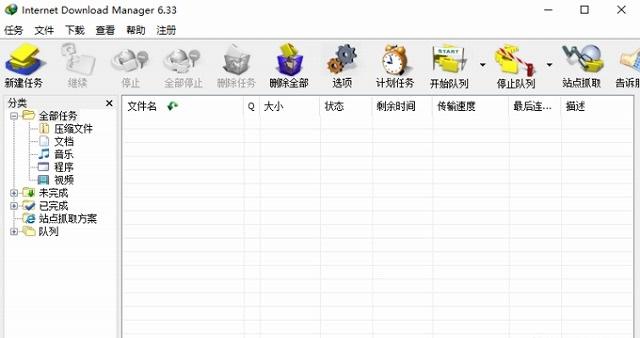 Internet Download Manager 6.33
任务 文件 下载 查看 帮助 注册
START
新建任务 继续 停止 全部停止 删除任务 删除全部 选项 计划任务 开始队列 停止队列 站点抓取 告诉朋
分类 文件名 Q 大小 状态 剩余时间 传输速度 最后连... 描述
全部任务
压缩文件
文档
音乐
程序
视频
未完成
已完成
站点抓取方案
队列